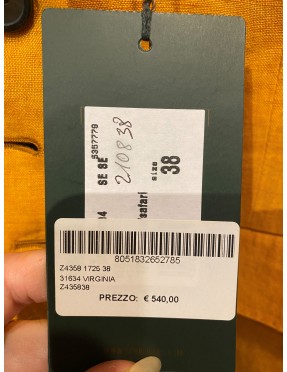 5357779
SE SE
210838
safari
size
38
8051832652785
Z4358 1725 38
31634 VIRGINIA
Z435838
PREZZO: € 540,00